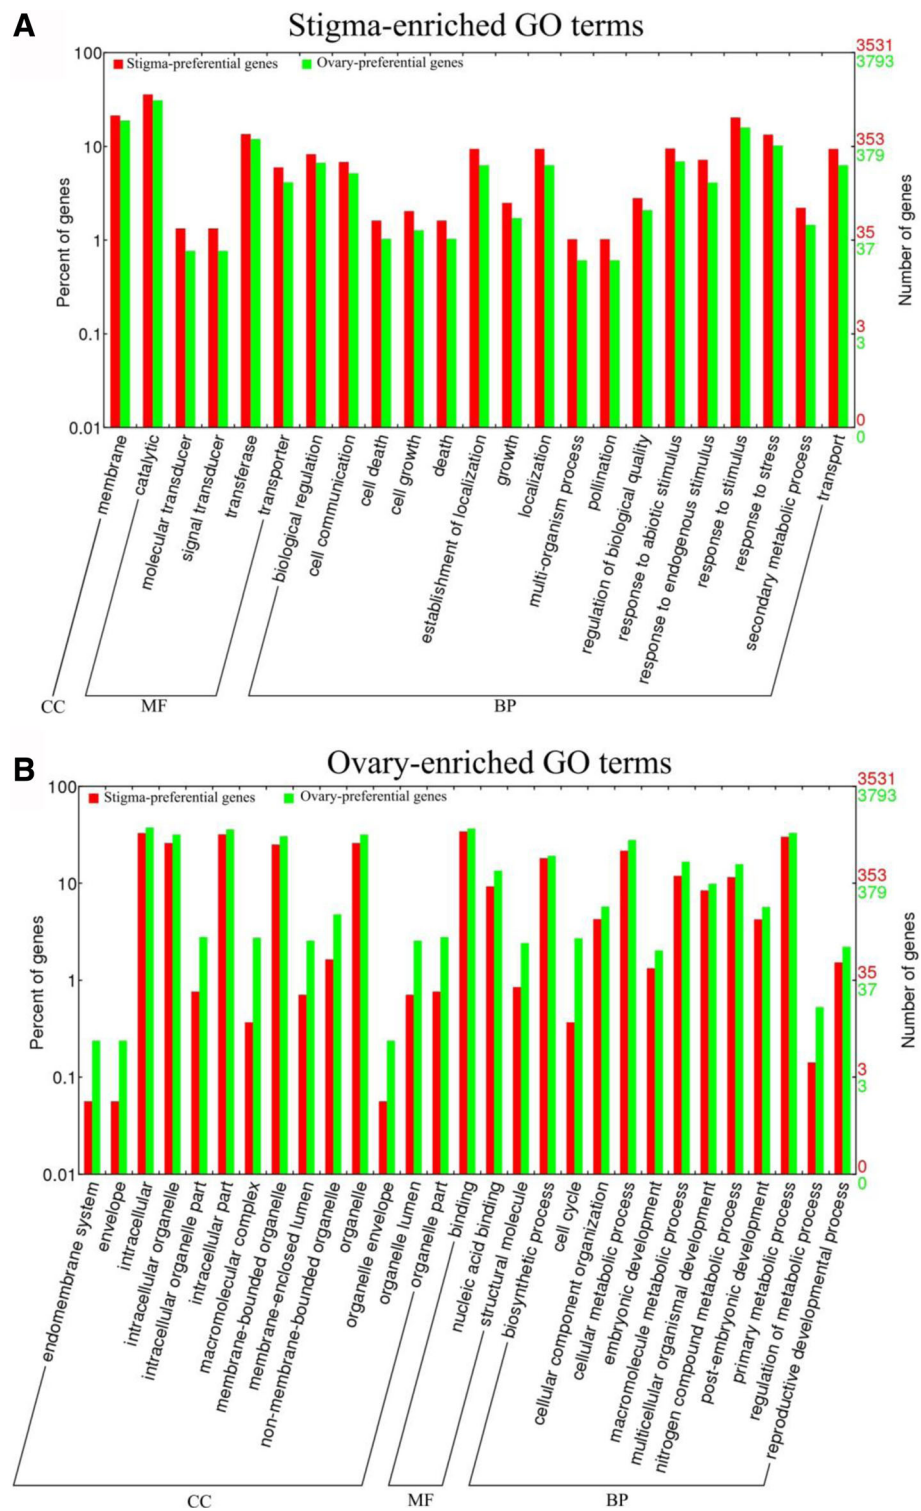 A
Stigma-enriched GO terms
Stigma-preferential genes
Ovary-preferential genes
Percent of genes
100
10
1
0.1
0.01
3531
3793
353
379
35
37
3
3
0
0
Number of genes
membrane
catalytic
molecular transducer
signal transducer
transferase
transporter
biological regulation
cell communication
cell death
cell growth
death
establishment of localization
growth
localization
multi-organism process
pollination
regulation of biological quality
response to abiotic stimulus
response to endogenous stimulus
response to stimulus
response to stress
secondary metabolic process
transport
CC
MF
BP
B
Ovary-enriched GO terms
Stigma-preferential genes
Ovary-preferential genes
Percent of genes
100
10
1
0.1
0.01
3531
3793
353
379
35
37
3
3
0
0
Number of genes
endomembrane system
envelope
intracellular
intracellular organelle
intracellular organelle part
intracellular part
macromolecular complex
membrane-bounded organelle
membrane-enclosed lumen
non-membrane-bounded organelle
organelle
organelle envelope
organelle lumen
organelle part
binding
nucleic acid binding
structural molecule
biosynthetic process
cell cycle
cellular component organization
cellular metabolic process
embryonic development
macromolecule metabolic process
multicellular organismal development
nitrogen compound metabolic process
post-embryonic development
primary metabolic process
regulation of metabolic process
reproductive developmental process
CC
MF
BP